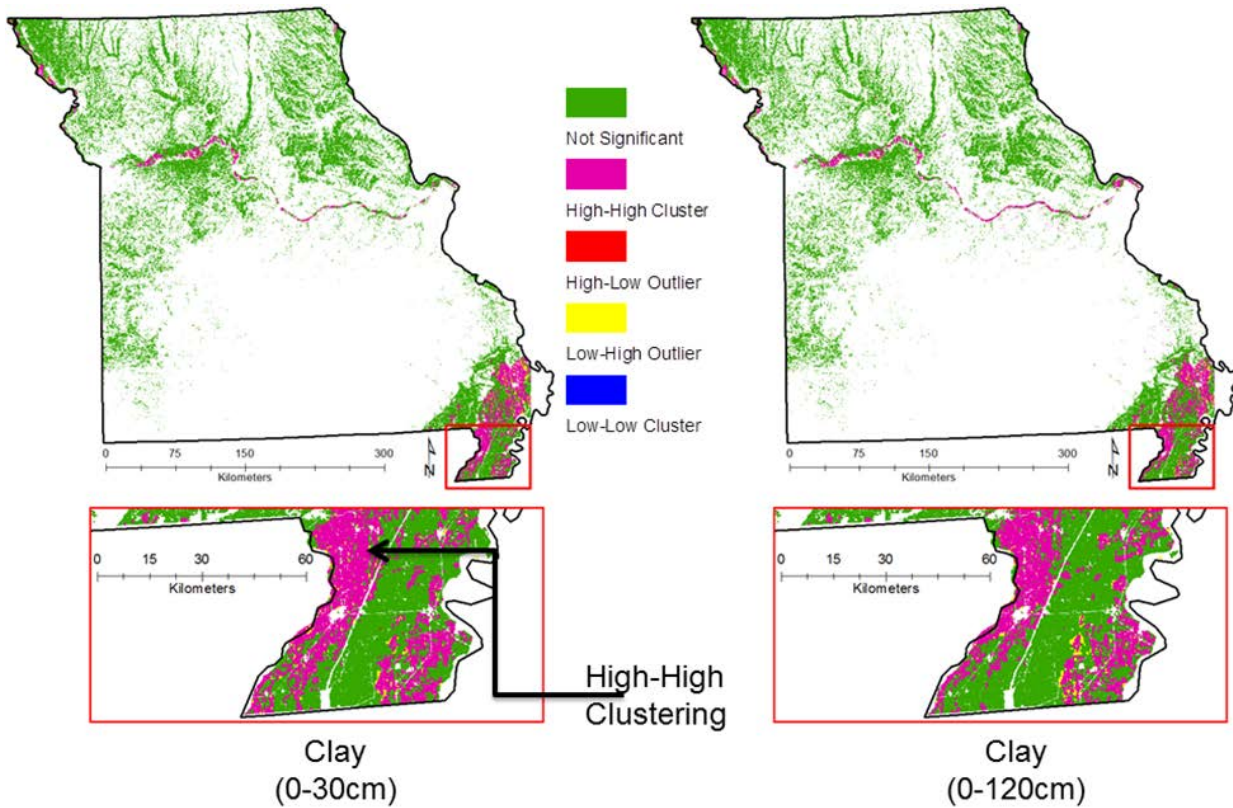 Not Significant
High-High Cluster
High-Low Outlier
Low-High Outlier
Low-Low Cluster
0 75 150 300
Kilometers
N
0 75 150 300
Kilometers
N
0 15 30 60
Kilometers
0 15 30 60
Kilometers
High-High
Clustering
Clay
(0-30cm)
Clay
(0-120cm)